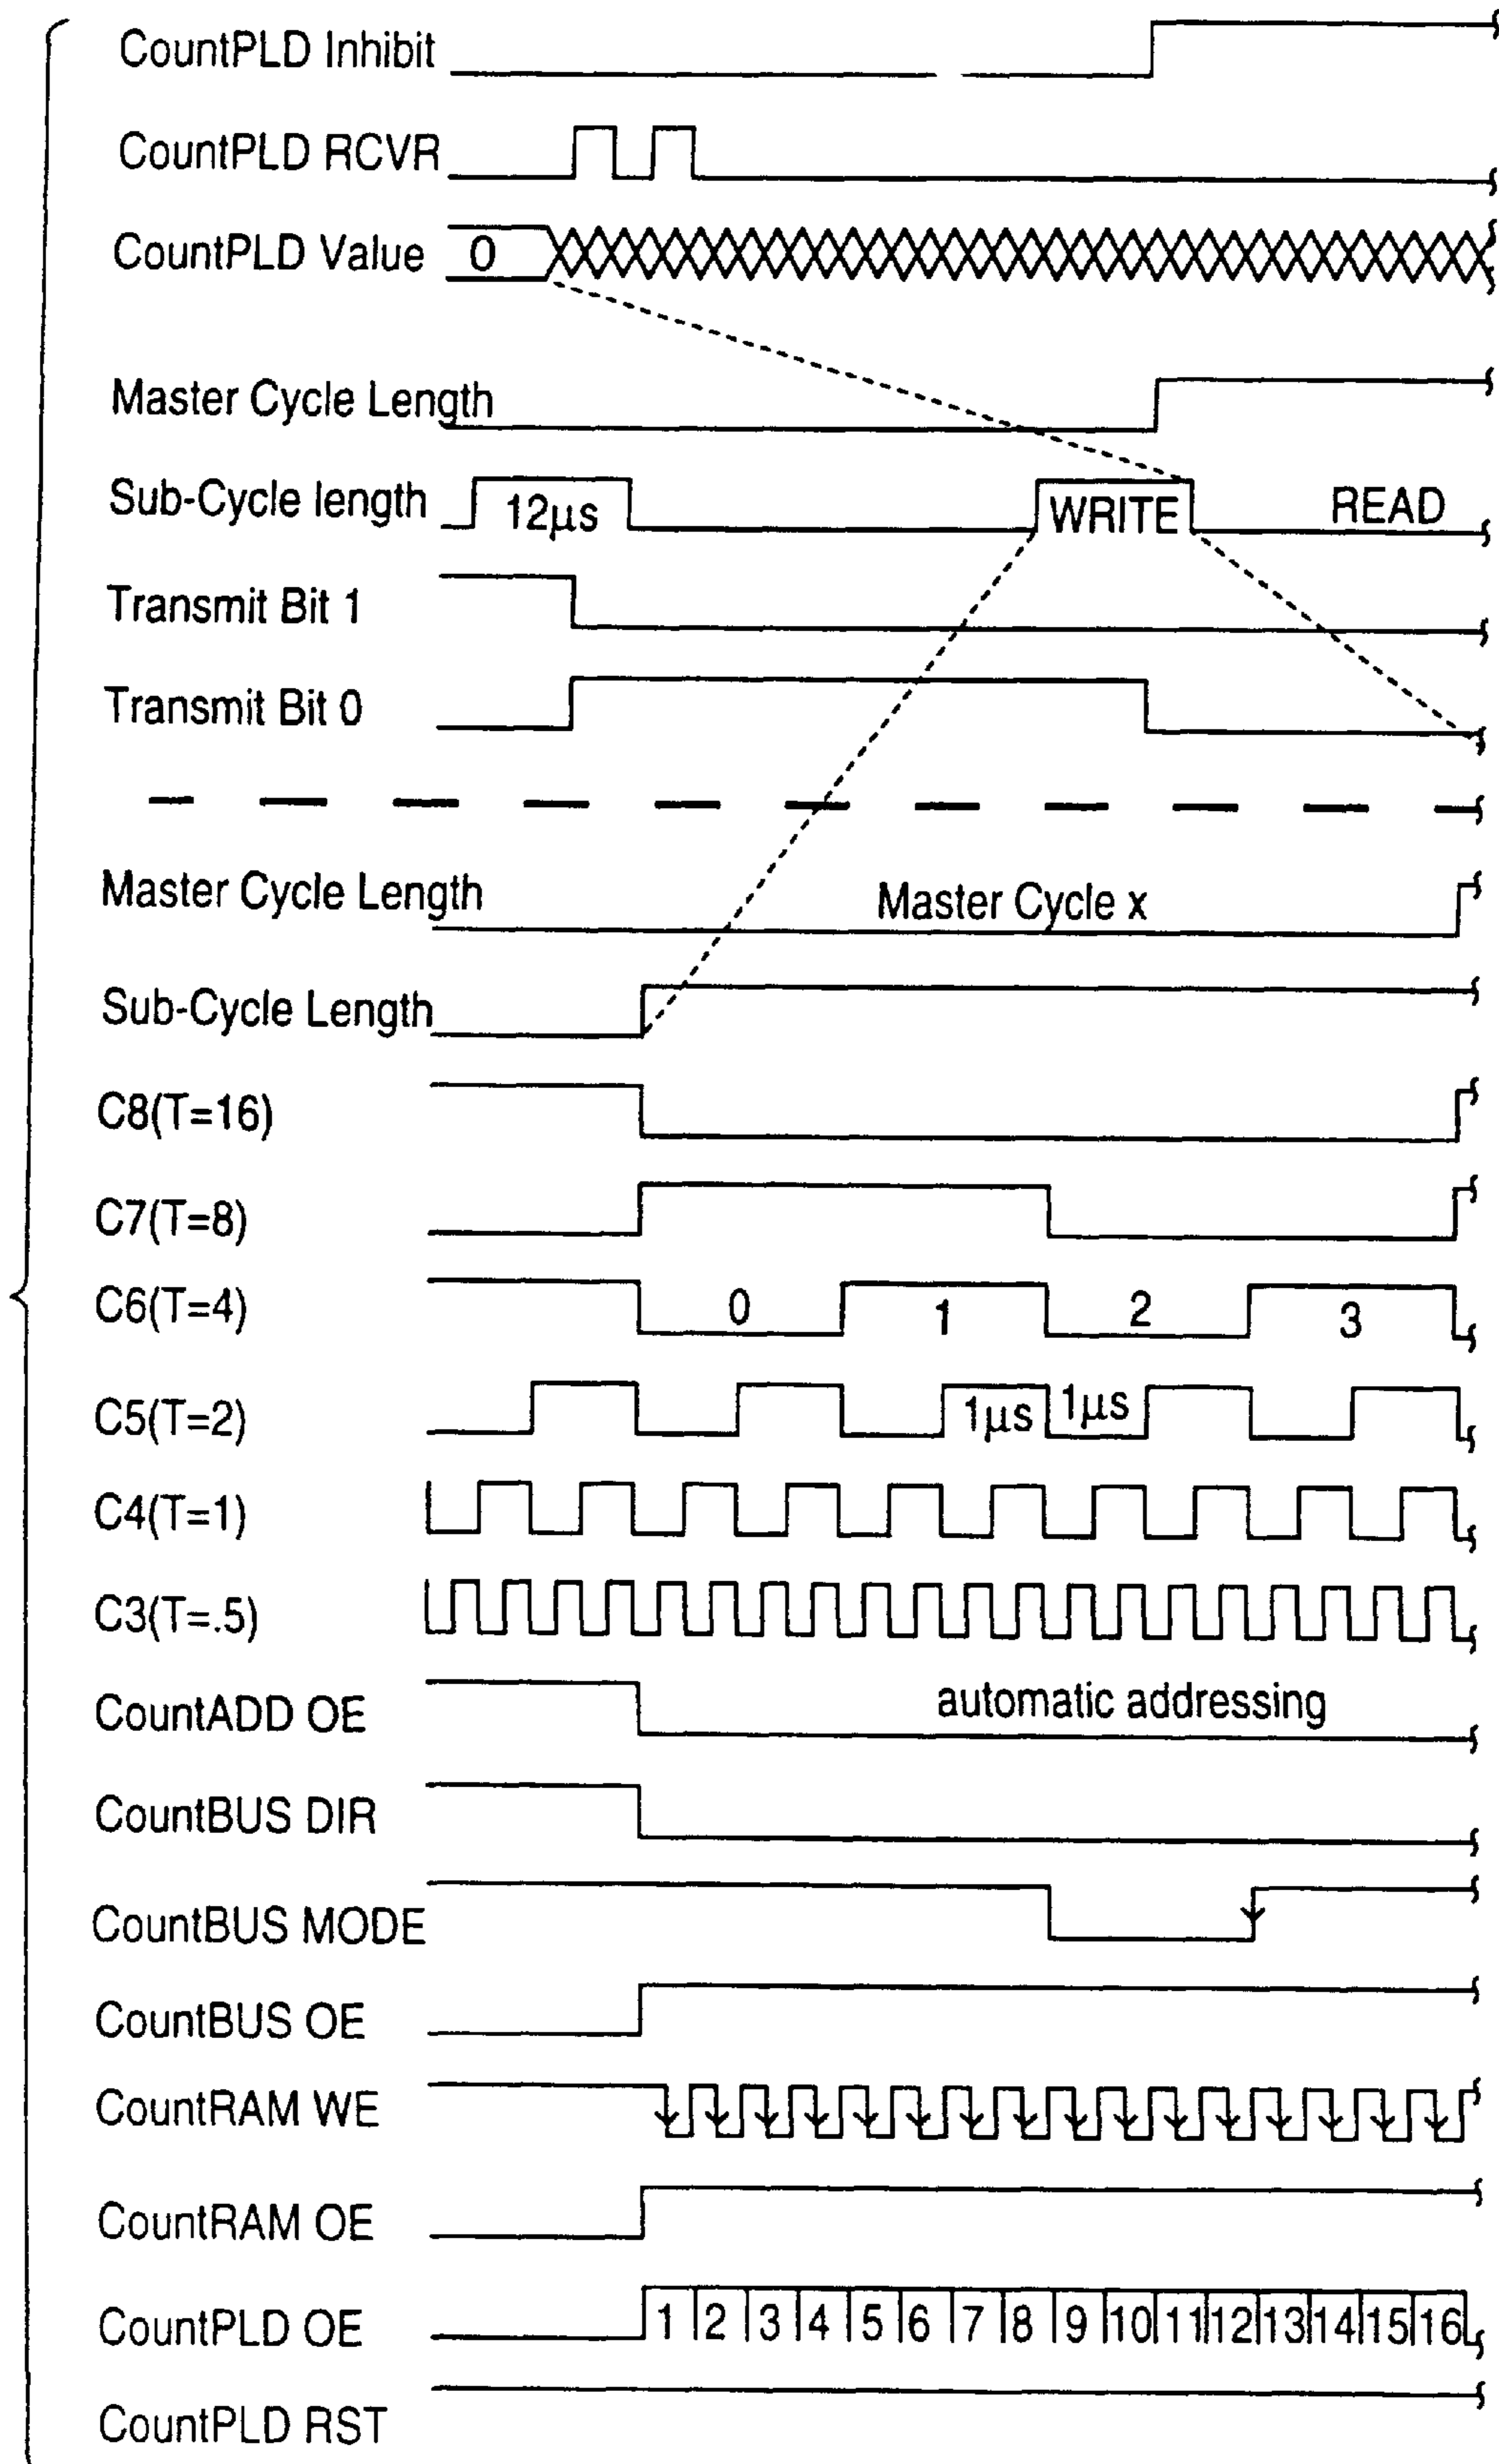 CountPLD Inhibit
CountPLD RCVR
CountPLD Value 0
Master Cycle Length
Sub-Cycle length 12µs WRITE READ
Transmit Bit 1
Transmit Bit 0
Master Cycle Length Master Cycle x
Sub-Cycle Length
C8(T=16)
C7(T=8)
C6(T=4) 0 1 2 3
C5(T=2) 1µs 1µs
C4(T=1)
C3(T=.5)
CountADD OE automatic addressing
CountBUS DIR
CountBUS MODE
CountBUS OE
CountRAM WE
CountRAM OE
CountPLD OE 1 2 3 4 5 6 7 8 9 10 11 12 13 14 15 16
CountPLD RST